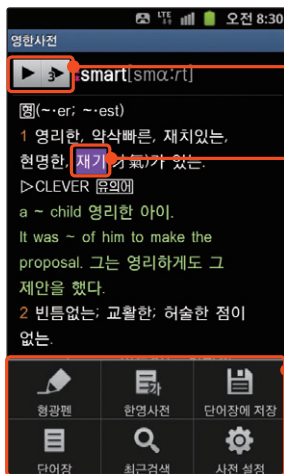 LTE 오전 8:30
영한사전
3 smart[smɑːrt]
형(~·er; ~·est)
1 영리한, 약삭빠른, 재치있는,
현명한, 재기(才氣)가 있는.
▷CLEVER 유의어
a ~ child 영리한 아이.
It was ~ of him to make the
proposal. 그는 영리하게도 그
제안을 했다.
2 빈틈없는; 교활한; 허술한 점이
없는.
형광펜 한영사전 단어장에 저장
단어장 최근검색 사전 설정